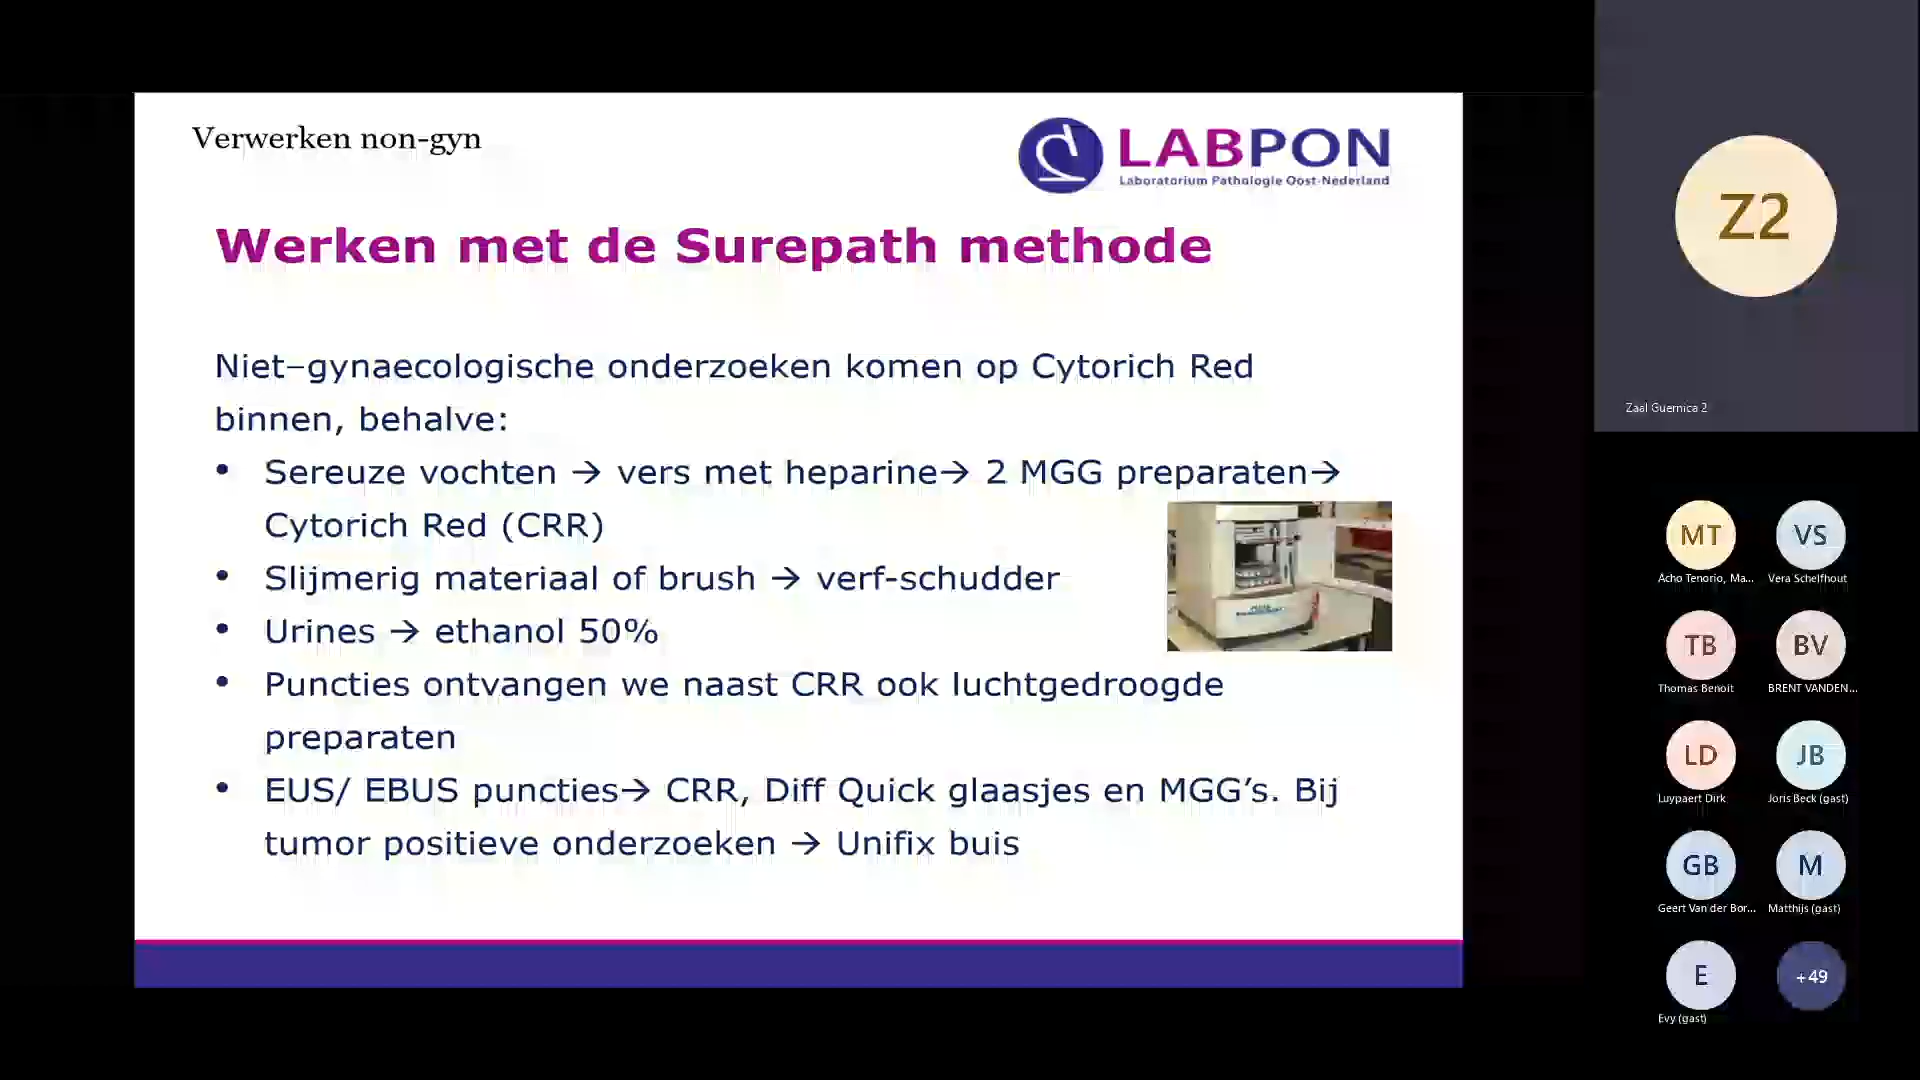 Verwerken non-gyn
LABPON
Laboratorium Pathologie Oost-Nederland
Werken met de Surepath methode
Niet–gynaecologische onderzoeken komen op Cytorich Red
binnen, behalve:
• Sereuze vochten → vers met heparine→ 2 MGG preparaten→
Cytorich Red (CRR)
• Slijmerig materiaal of brush → verf-schudder
• Urines → ethanol 50%
• Puncties ontvangen we naast CRR ook luchtgedroogde
preparaten
• EUS/ EBUS puncties→ CRR, Diff Quick glaasjes en MGG’s. Bij
tumor positieve onderzoeken → Unifix buis
Z2
Zaal Guernica 2
MT
Acho Tenorio, Ma...
VS
Vera Schelfhout
TB
Thomas Benoit
BV
BRENT VANDEN...
LD
Luypaert Dirk
JB
Joris Beck (gast)
GB
Geert Van der Bor...
M
Matthijs (gast)
E
Evy (gast)
+49